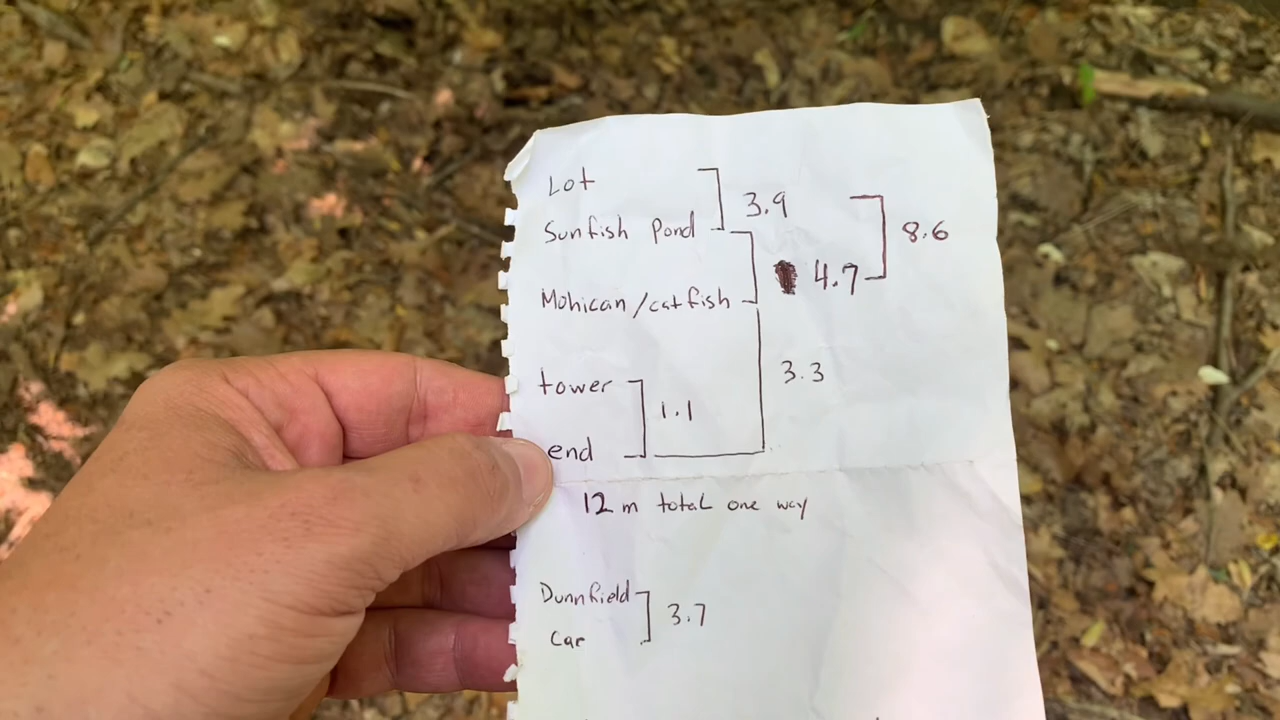 Lot
3.9
Sunfish Pond
8.6
4.7
Mohican/catfish
3.3
tower
1.1
end
12 m total one way
Dunnfield
3.7
Car